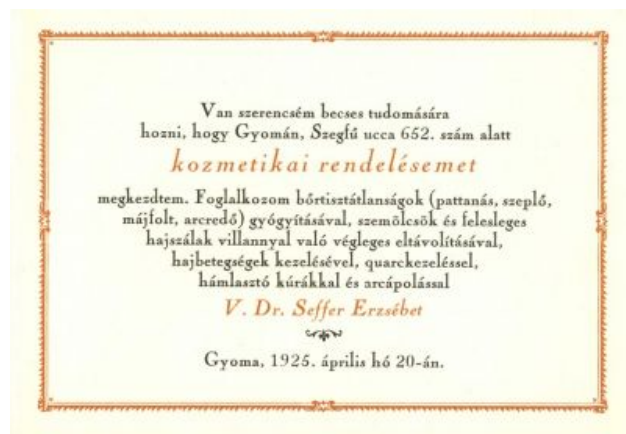 Van szerencsém becses tudomására
hozni, hogy Gyomán, Szegfű ucca 652. szám alatt
kozmetikai rendelésemet
megkezdtem. Foglalkozom bőrtisztátlanságok (pattanás, szeplő,
májfolt, arcredő) gyógyításával, szemölcsök és felesleges
hajszálak villannyal való végleges eltávolításával,
hajbetegségek kezelésével, quarckezeléssel,
hámlasztó kúrákkal és arcápolással
V. Dr. Seffer Erzsébet
Gyoma, 1925. április hó 20-án.